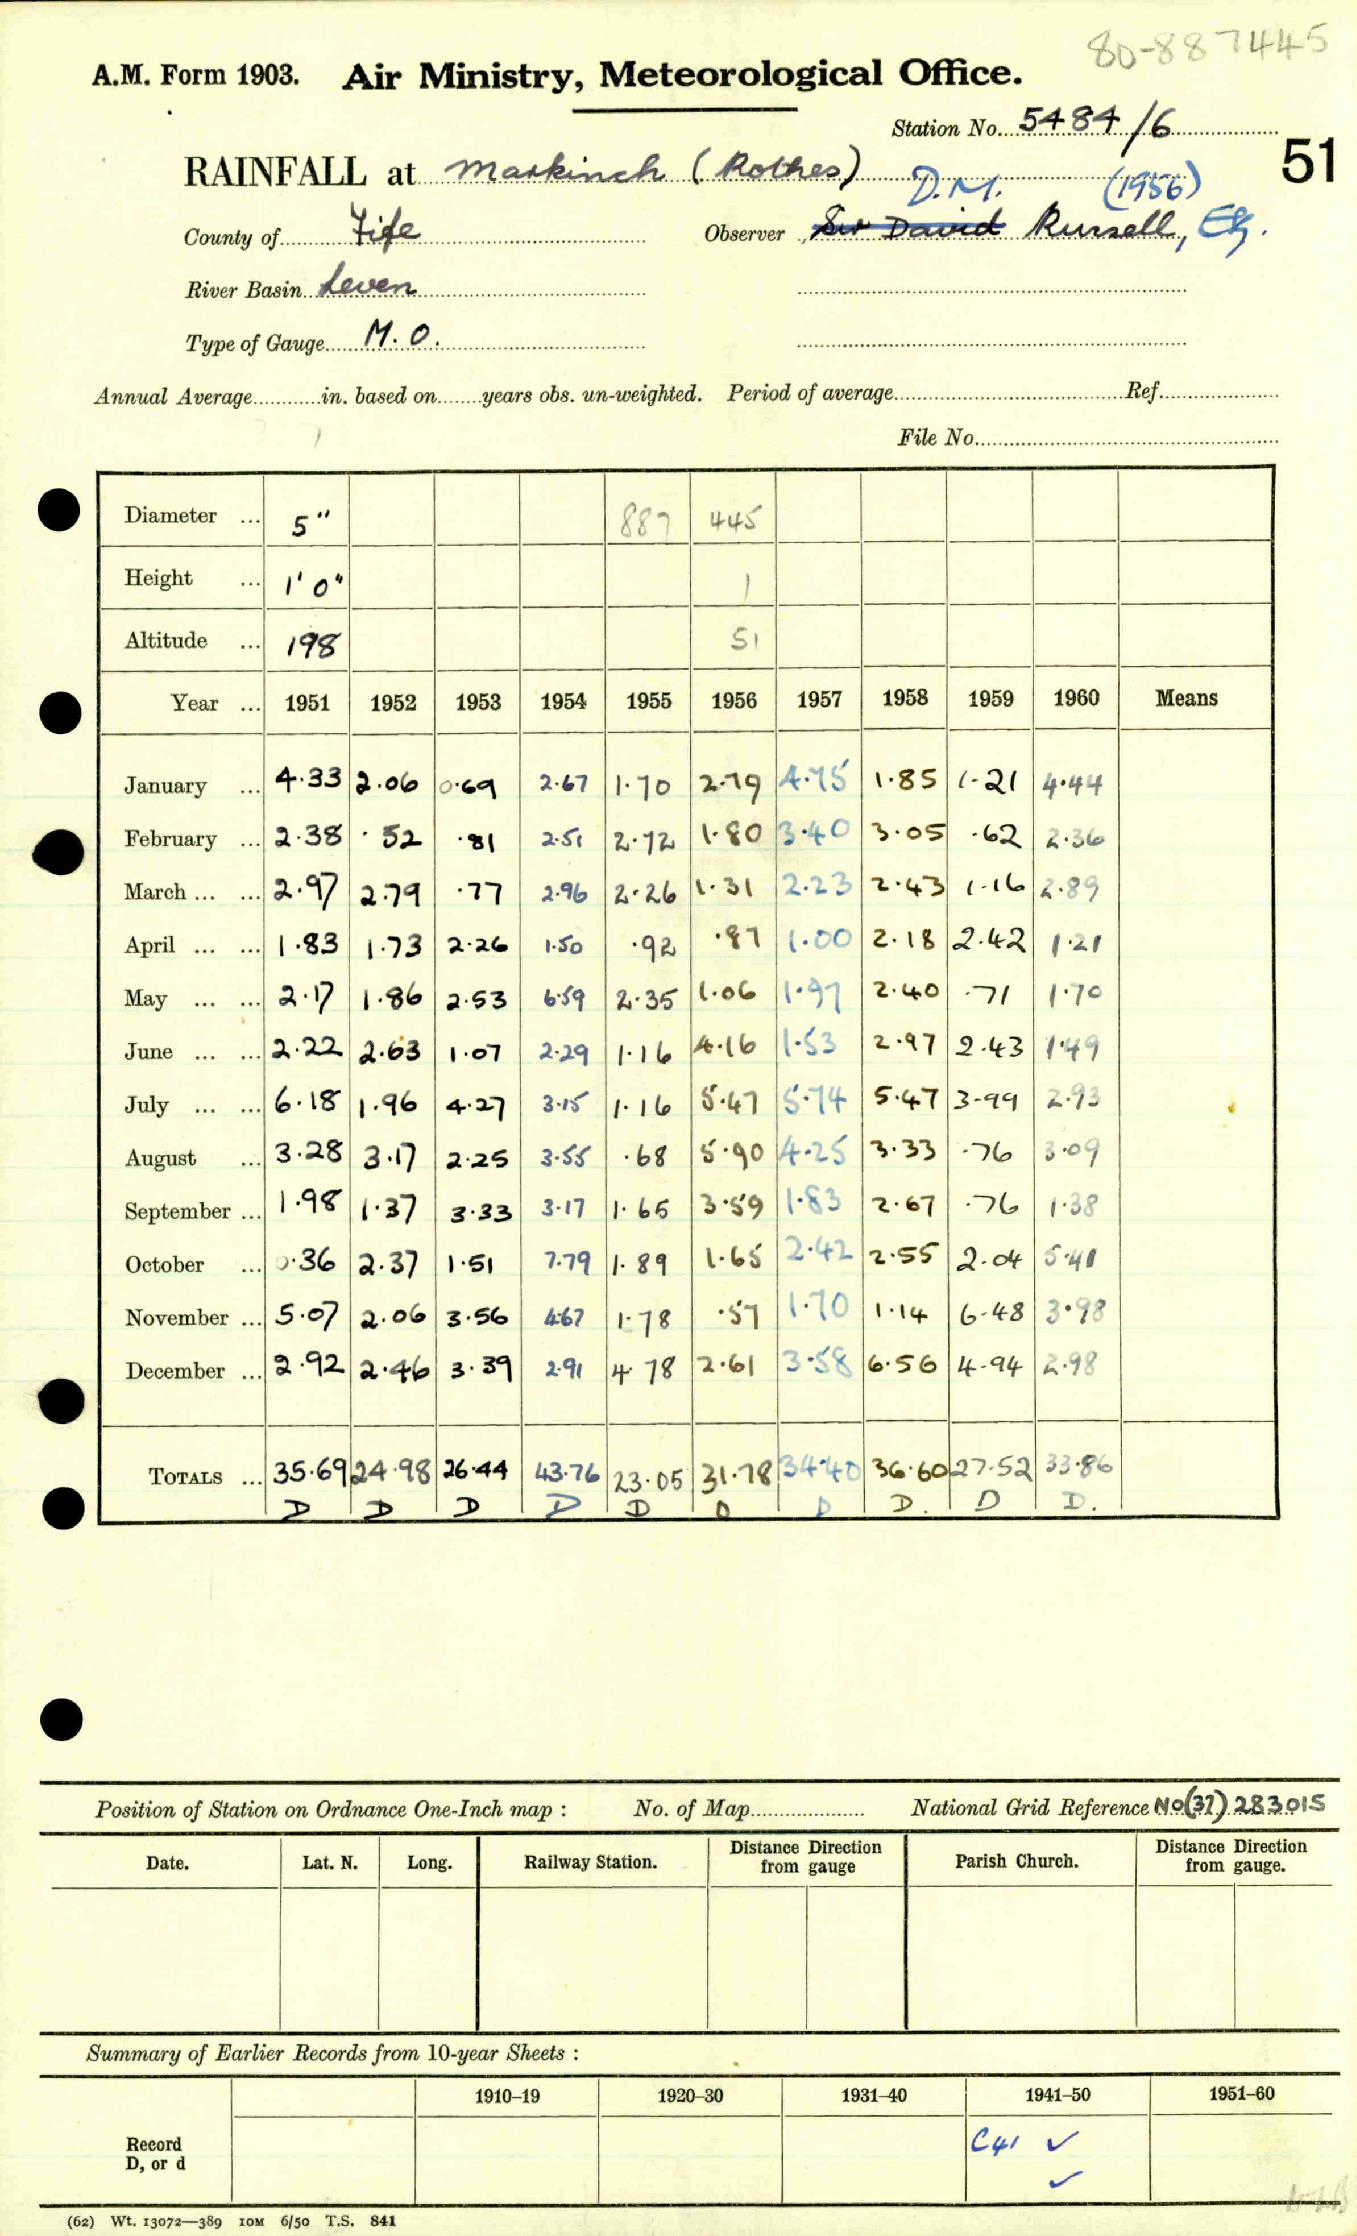 80-887445
A.M. Form 1903. Air Ministry, Meteorological Office.
Station No. 5484/6
51
RAINFALL at Markinch (Rothes)
D.M. (1956)
County of Fife Observer Sir David Russell, Esq.
River Basin Leven
Type of Gauge M.O.
Annual Average in. based on years obs. un-weighted. Period of average Ref.
File No.
Diameter ... 5" 887 445
Height ... 1' 0" 1
Altitude ... 198 51
Year ... 1951 1952 1953 1954 1955 1956 1957 1958 1959 1960 Means
January ... 4.33 2.06 0.69 2.67 1.70 2.79 4.75 1.85 1.21 4.44
February ... 2.38 .52 .81 2.51 2.72 1.80 3.40 3.05 .62 2.36
March ... ... 2.97 2.79 .77 2.96 2.26 1.31 2.23 2.43 1.16 2.89
April ... ... 1.83 1.73 2.26 1.50 .92 .87 1.00 2.18 2.42 1.21
May ... ... 2.17 1.86 2.53 6.59 2.35 1.06 1.97 2.40 .71 1.70
June ... ... 2.22 2.63 1.07 2.29 1.16 4.16 1.53 2.97 2.43 1.49
July ... ... 6.18 1.96 4.27 3.15 1.16 5.47 5.74 5.47 3.99 2.93
August ... 3.28 3.17 2.25 3.55 .68 5.90 4.25 3.33 .76 3.09
September ... 1.98 1.37 3.33 3.17 1.65 3.59 1.83 2.67 .76 1.38
October ... 0.36 2.37 1.51 7.79 1.89 1.65 2.42 2.55 2.04 5.41
November ... 5.07 2.06 3.56 4.67 1.78 .57 1.70 1.14 6.48 3.98
December ... 2.92 2.46 3.39 2.91 4.78 2.61 3.58 6.56 4.94 2.98
TOTALS ... 35.69 24.98 26.44 43.76 23.05 31.78 34.40 36.60 27.52 33.86
D D D D D D D D. D D.
Position of Station on Ordnance One-Inch map : No. of Map National Grid Reference NO(37) 283015
Date. Lat. N. Long. Railway Station. Distance Direction from gauge Parish Church. Distance Direction from gauge.
Summary of Earlier Records from 10-year Sheets :
1910–19 1920–30 1931–40 1941–50 1951–60
Record C41 ✓
D, or d ✓
(62) Wt. 13072—389 10M 6/50 T.S. 841